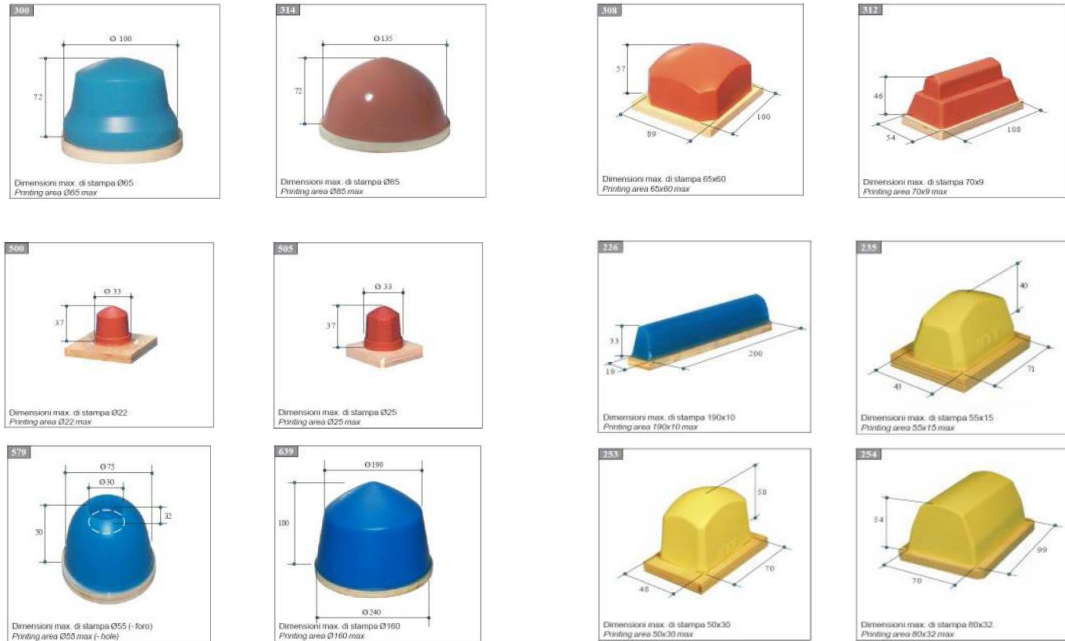 300
Ø 100
72
Dimensioni max. di stampa Ø65
Printing area Ø65 max
314
Ø135
72
Dimensioni max. di stampa Ø85
Printing area Ø85 max
308
57
89
100
Dimensioni max. di stampa 65x60
Printing area 65x60 max
312
46
54
108
Dimensioni max. di stampa 70x9
Printing area 70x9 max
500
Ø 33
37
Dimensioni max. di stampa Ø22
Printing area Ø22 max
505
Ø 33
37
Dimensioni max. di stampa Ø25
Printing area Ø25 max
226
33
19
200
Dimensioni max. di stampa 190x10
Printing area 190x10 max
235
40
43
71
Dimensioni max. di stampa 55x15
Printing area 55x15 max
579
Ø75
Ø30
50
32
Dimensioni max. di stampa Ø55 (- foro)
Printing area Ø55 max (- hole)
639
Ø190
180
Ø240
Dimensioni max. di stampa Ø160
Printing area Ø160 max
253
58
48
70
Dimensioni max. di stampa 50x30
Printing area 50x30 max
254
54
70
99
Dimensioni max. di stampa 80x32
Printing area 80x32 max